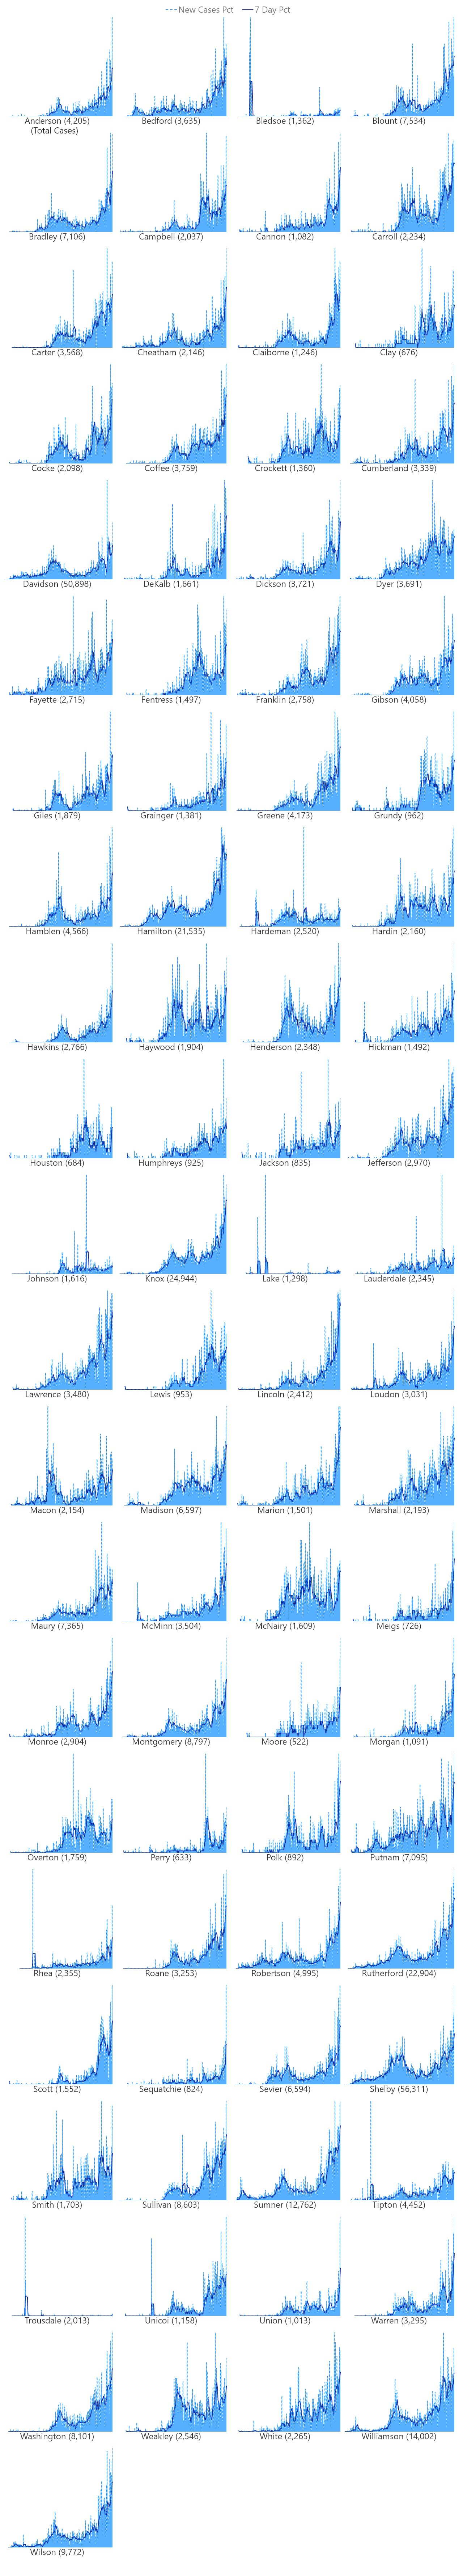 New Cases Pct 7 Day Pct
Anderson (4,205) Bedford (3,635) Bledsoe (1,362) Blount (7,534)
(Total Cases)
Bradley (7,106) Campbell (2,037) Cannon (1,082) Carroll (2,234)
Carter (3,568) Cheatham (2,146) Claiborne (1,246) Clay (676)
Cocke (2,098) Coffee (3,759) Crockett (1,360) Cumberland (3,339)
Davidson (50,898) DeKalb (1,661) Dickson (3,721) Dyer (3,691)
Fayette (2,715) Fentress (1,497) Franklin (2,758) Gibson (4,058)
Giles (1,879) Grainger (1,381) Greene (4,173) Grundy (962)
Hamblen (4,566) Hamilton (21,535) Hardeman (2,520) Hardin (2,160)
Hawkins (2,766) Haywood (1,904) Henderson (2,348) Hickman (1,492)
Houston (684) Humphreys (925) Jackson (835) Jefferson (2,970)
Johnson (1,616) Knox (24,944) Lake (1,298) Lauderdale (2,345)
Lawrence (3,480) Lewis (953) Lincoln (2,412) Loudon (3,031)
Macon (2,154) Madison (6,597) Marion (1,501) Marshall (2,193)
Maury (7,365) McMinn (3,504) McNairy (1,609) Meigs (726)
Monroe (2,904) Montgomery (8,797) Moore (522) Morgan (1,091)
Overton (1,759) Perry (633) Polk (892) Putnam (7,095)
Rhea (2,355) Roane (3,253) Robertson (4,995) Rutherford (22,904)
Scott (1,552) Sequatchie (824) Sevier (6,594) Shelby (56,311)
Smith (1,703) Sullivan (8,603) Sumner (12,762) Tipton (4,452)
Trousdale (2,013) Unicoi (1,158) Union (1,013) Warren (3,295)
Washington (8,101) Weakley (2,546) White (2,265) Williamson (14,002)
Wilson (9,772)